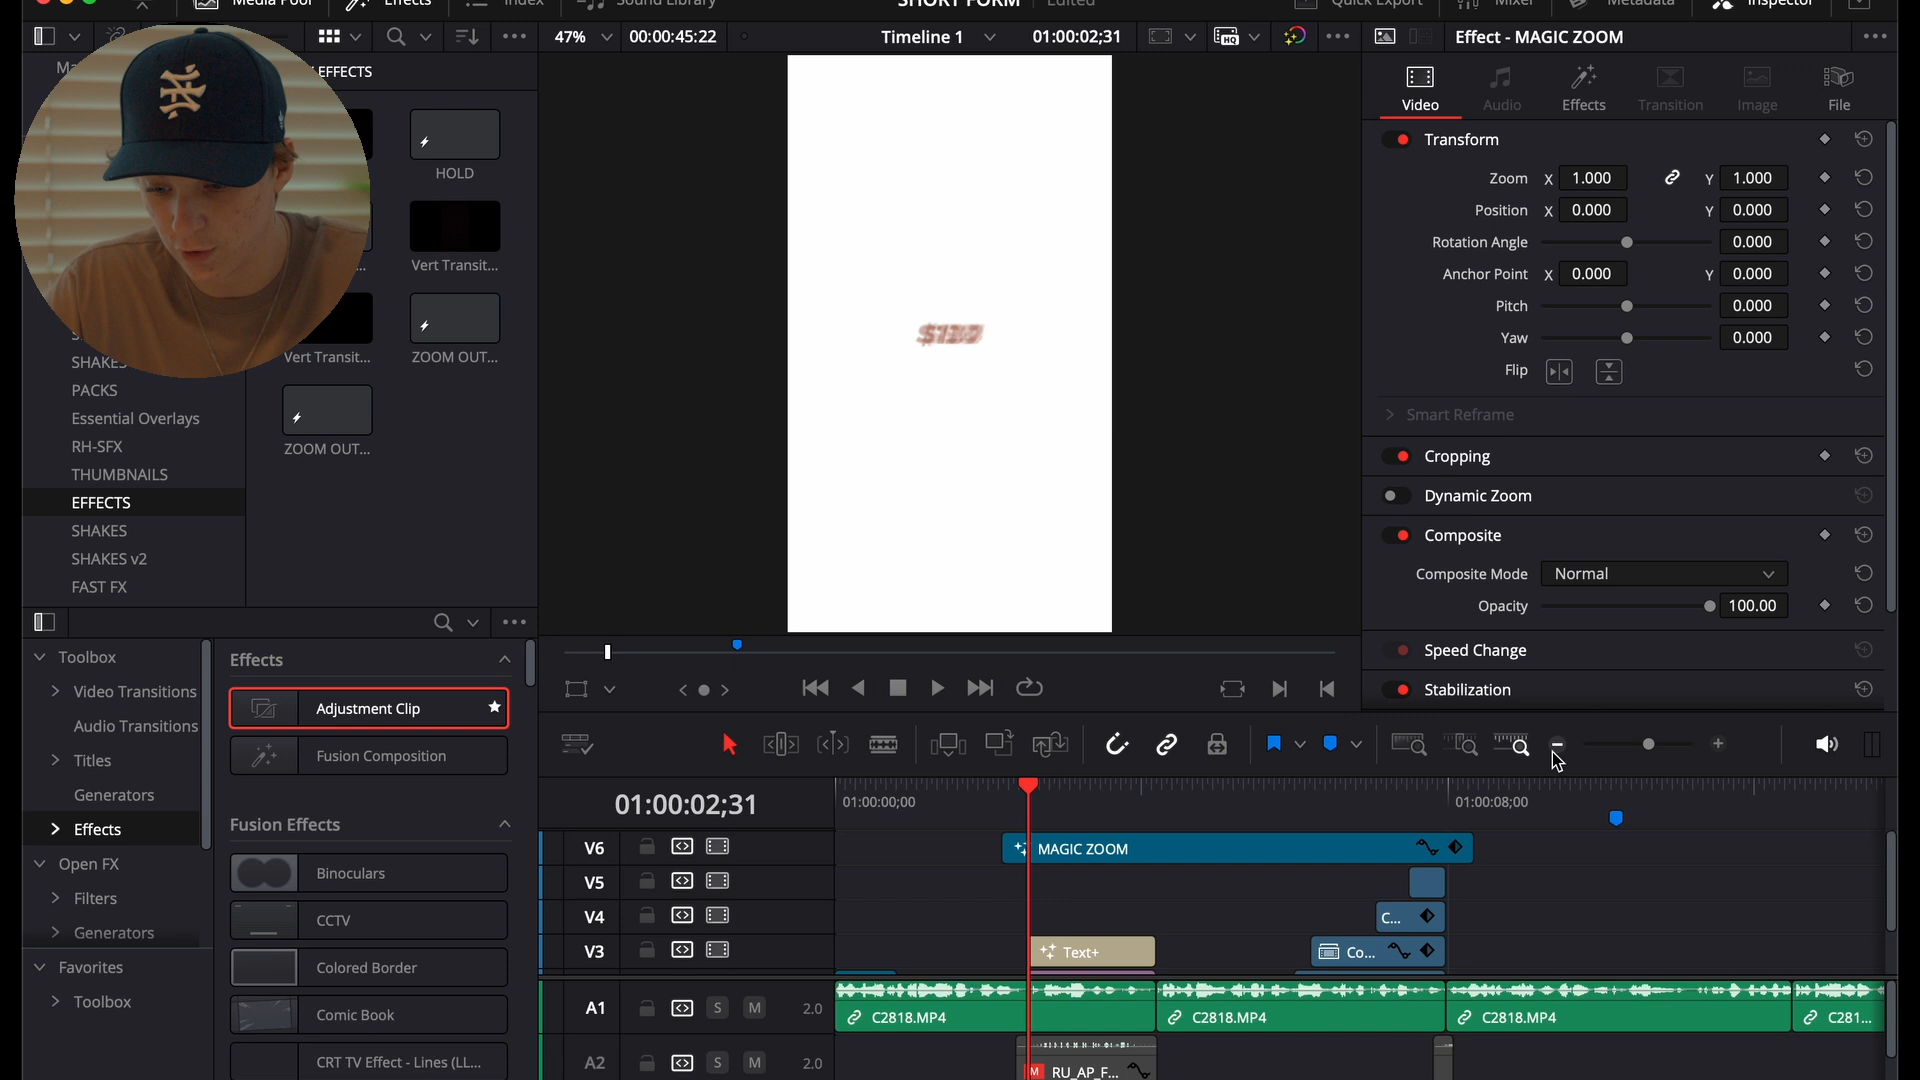 Media Pool
Effects
Index
Sound Library
SHORT FORM
Edited
Quick Export
Mixer
Metadata
Inspector
47%
00:00:45:22
Timeline 1
01:00:02;31
Effect - MAGIC ZOOM
EFFECTS
Video
Audio
Effects
Transition
Image
File
HOLD
Vert Transit...
Vert Transit...
ZOOM OUT...
ZOOM OUT...
SHAKES
PACKS
Essential Overlays
RH-SFX
THUMBNAILS
EFFECTS
SHAKES
SHAKES v2
FAST FX
Transform
Zoom X 1.000 Y 1.000
Position X 0.000 Y 0.000
Rotation Angle 0.000
Anchor Point X 0.000 Y 0.000
Pitch 0.000
Yaw 0.000
Flip
Smart Reframe
Cropping
Dynamic Zoom
Composite
Composite Mode Normal
Opacity 100.00
Speed Change
Stabilization
Toolbox
Video Transitions
Audio Transitions
Titles
Generators
Effects
Open FX
Filters
Generators
Favorites
Toolbox
Effects
Adjustment Clip
Fusion Composition
Fusion Effects
Binoculars
CCTV
Colored Border
Comic Book
CRT TV Effect - Lines (LL...
01:00:02;31
01:00:00;00
01:00:08;00
V6
MAGIC ZOOM
V5
V4
C...
V3
Text+
Co...
A1 S M 2.0
C2818.MP4
C2818.MP4
C2818.MP4
C281...
A2 S M 2.0
M RU_AP_F...